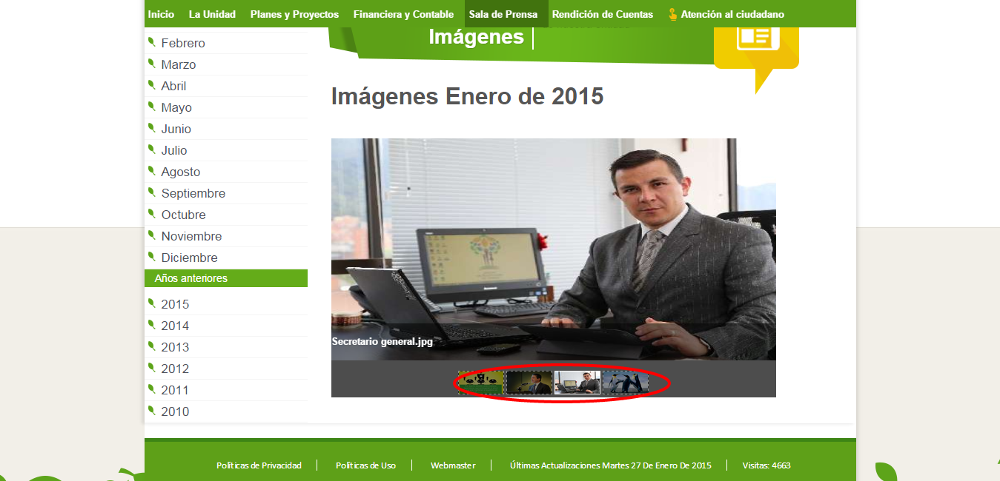 Inicio La Unidad Planes y Proyectos Financiera y Contable Sala de Prensa Rendición de Cuentas Atención al ciudadano
Imágenes
Febrero
Marzo
Abril
Mayo
Junio
Julio
Agosto
Septiembre
Octubre
Noviembre
Diciembre
Años anteriores
2015
2014
2013
2012
2011
2010
Imágenes Enero de 2015
Secretario general.jpg
Políticas de Privacidad Políticas de Uso Webmaster Últimas Actualizaciones Martes 27 De Enero De 2015 Visitas: 4663